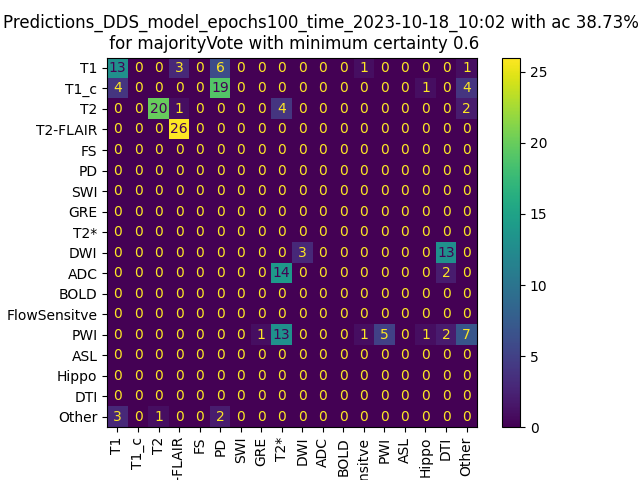 Predictions_DDS_model_epochs100_time_2023-10-18_10:02 with ac 38.73%
for majorityVote with minimum certainty 0.6
T1 13 0 0 3 0 6 0 0 0 0 0 0 1 0 0 0 0 1
T1_c 4 0 0 0 0 19 0 0 0 0 0 0 0 0 0 1 0 4
T2 0 0 20 1 0 0 0 0 4 0 0 0 0 0 0 0 0 2
T2-FLAIR 0 0 0 26 0 0 0 0 0 0 0 0 0 0 0 0 0 0
FS 0 0 0 0 0 0 0 0 0 0 0 0 0 0 0 0 0 0
PD 0 0 0 0 0 0 0 0 0 0 0 0 0 0 0 0 0 0
SWI 0 0 0 0 0 0 0 0 0 0 0 0 0 0 0 0 0 0
GRE 0 0 0 0 0 0 0 0 0 0 0 0 0 0 0 0 0 0
T2* 0 0 0 0 0 0 0 0 0 0 0 0 0 0 0 0 0 0
DWI 0 0 0 0 0 0 0 0 0 3 0 0 0 0 0 0 13 0
ADC 0 0 0 0 0 0 0 0 14 0 0 0 0 0 0 0 2 0
BOLD 0 0 0 0 0 0 0 0 0 0 0 0 0 0 0 0 0 0
FlowSensitve 0 0 0 0 0 0 0 0 0 0 0 0 0 0 0 0 0 0
PWI 0 0 0 0 0 0 0 1 13 0 0 0 1 5 0 1 2 7
ASL 0 0 0 0 0 0 0 0 0 0 0 0 0 0 0 0 0 0
Hippo 0 0 0 0 0 0 0 0 0 0 0 0 0 0 0 0 0 0
DTI 0 0 0 0 0 0 0 0 0 0 0 0 0 0 0 0 0 0
Other 3 0 1 0 0 2 0 0 0 0 0 0 0 0 0 0 0 0
T1 T1_c T2 -FLAIR FS PD SWI GRE T2* DWI ADC BOLD nsitve PWI ASL Hippo DTI Other
25
20
15
10
5
0